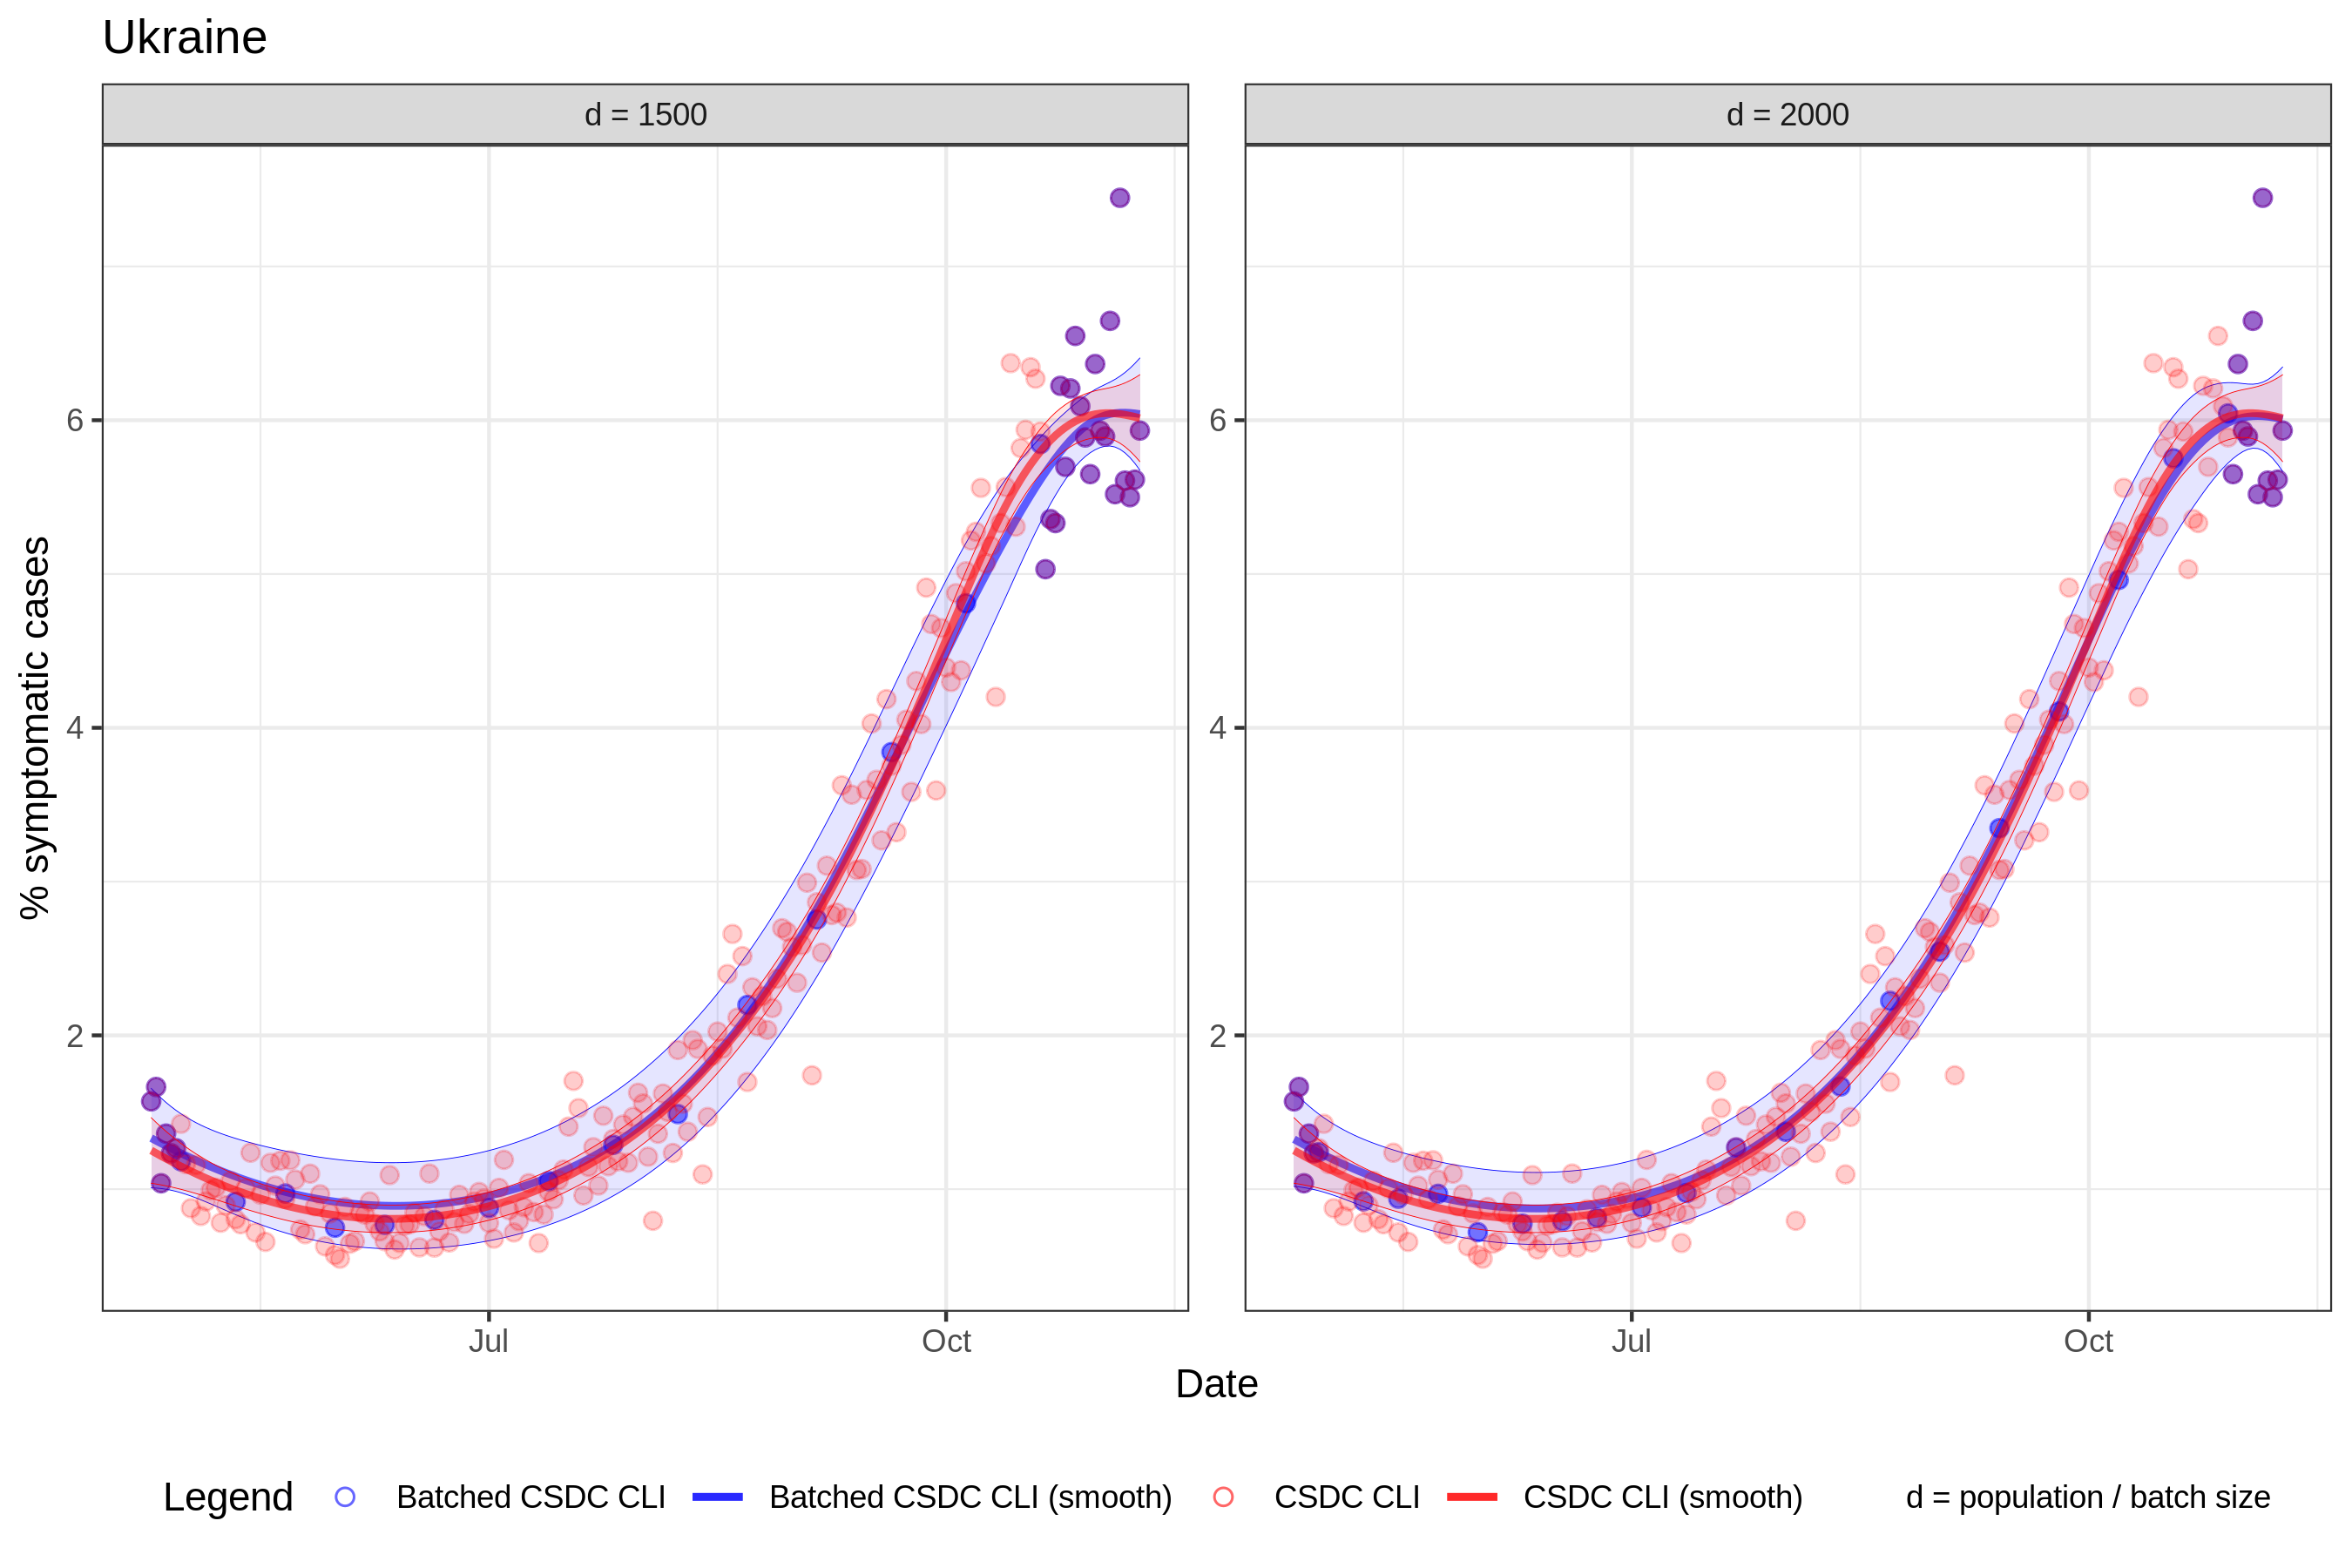 Ukraine
d = 1500
d = 2000
% symptomatic cases
6
4
2
6
4
2
Jul
Oct
Jul
Oct
Date
Legend
Batched CSDC CLI
Batched CSDC CLI (smooth)
CSDC CLI
CSDC CLI (smooth)
d = population / batch size